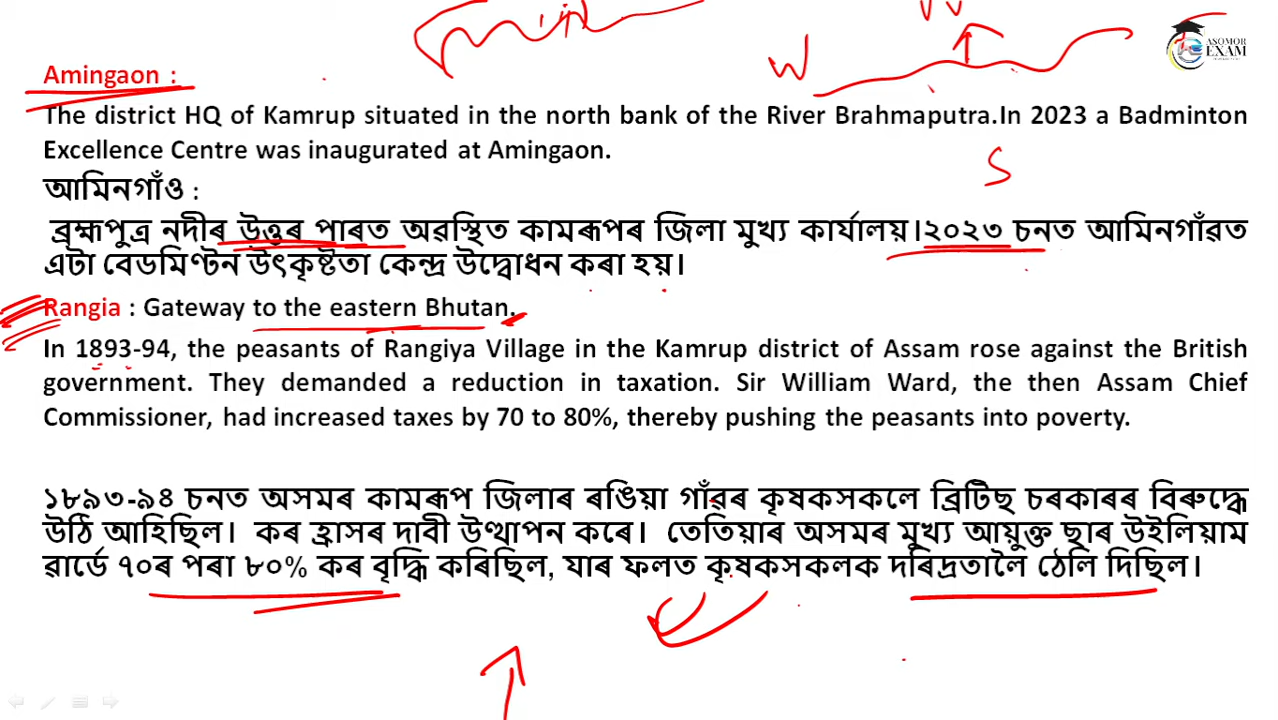 ASOMOR
EXAM
W
Amingaon :
The district HQ of Kamrup situated in the north bank of the River Brahmaputra.In 2023 a Badminton
Excellence Centre was inaugurated at Amingaon.
S
আমিনগাঁও :
ব্ৰহ্মপুত্ৰ নদীৰ উত্তৰ পাৰত অৱস্থিত কামৰূপৰ জিলা মুখ্য কাৰ্যালয়।২০২৩ চনত আমিনগাঁৱত
এটা বেডমিণ্টন উৎকৃষ্টতা কেন্দ্ৰ উদ্বোধন কৰা হয়।
Rangia : Gateway to the eastern Bhutan.
In 1893-94, the peasants of Rangiya Village in the Kamrup district of Assam rose against the British
government. They demanded a reduction in taxation. Sir William Ward, the then Assam Chief
Commissioner, had increased taxes by 70 to 80%, thereby pushing the peasants into poverty.
১৮৯৩-৯৪ চনত অসমৰ কামৰূপ জিলাৰ ৰঙিয়া গাঁৱৰ কৃষকসকলে ব্ৰিটিছ চৰকাৰৰ বিৰুদ্ধে
উঠি আহিছিল। কৰ হ্ৰাসৰ দাবী উত্থাপন কৰে। তেতিয়াৰ অসমৰ মুখ্য আয়ুক্ত ছাৰ উইলিয়াম
ৱাৰ্ডে ৭০ৰ পৰা ৮০% কৰ বৃদ্ধি কৰিছিল, যাৰ ফলত কৃষকসকলক দৰিদ্ৰতালৈ ঠেলি দিছিল।